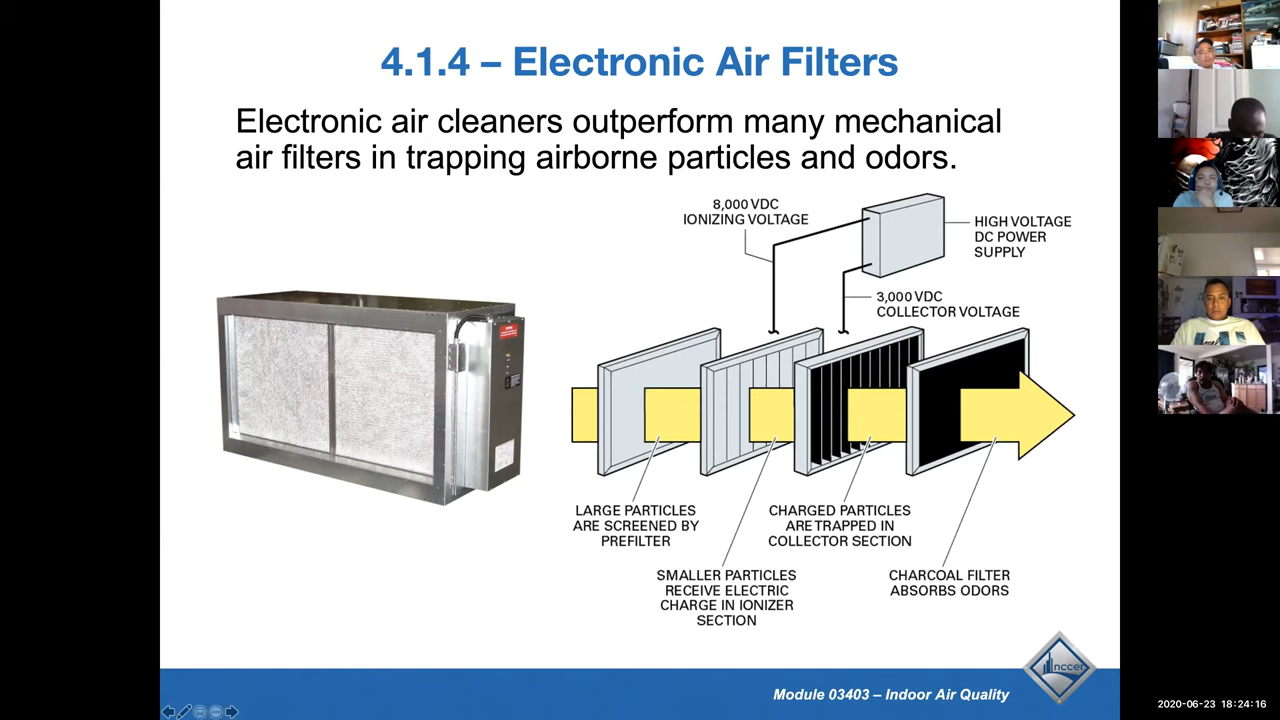 4.1.4 – Electronic Air Filters
Electronic air cleaners outperform many mechanical
air filters in trapping airborne particles and odors.
8,000 VDC
IONIZING VOLTAGE
HIGH VOLTAGE
DC POWER
SUPPLY
3,000 VDC
COLLECTOR VOLTAGE
LARGE PARTICLES
ARE SCREENED BY
PREFILTER
CHARGED PARTICLES
ARE TRAPPED IN
COLLECTOR SECTION
SMALLER PARTICLES
RECEIVE ELECTRIC
CHARGE IN IONIZER
SECTION
CHARCOAL FILTER
ABSORBS ODORS
nccer
Module 03403 – Indoor Air Quality
2020-06-23 18:24:16